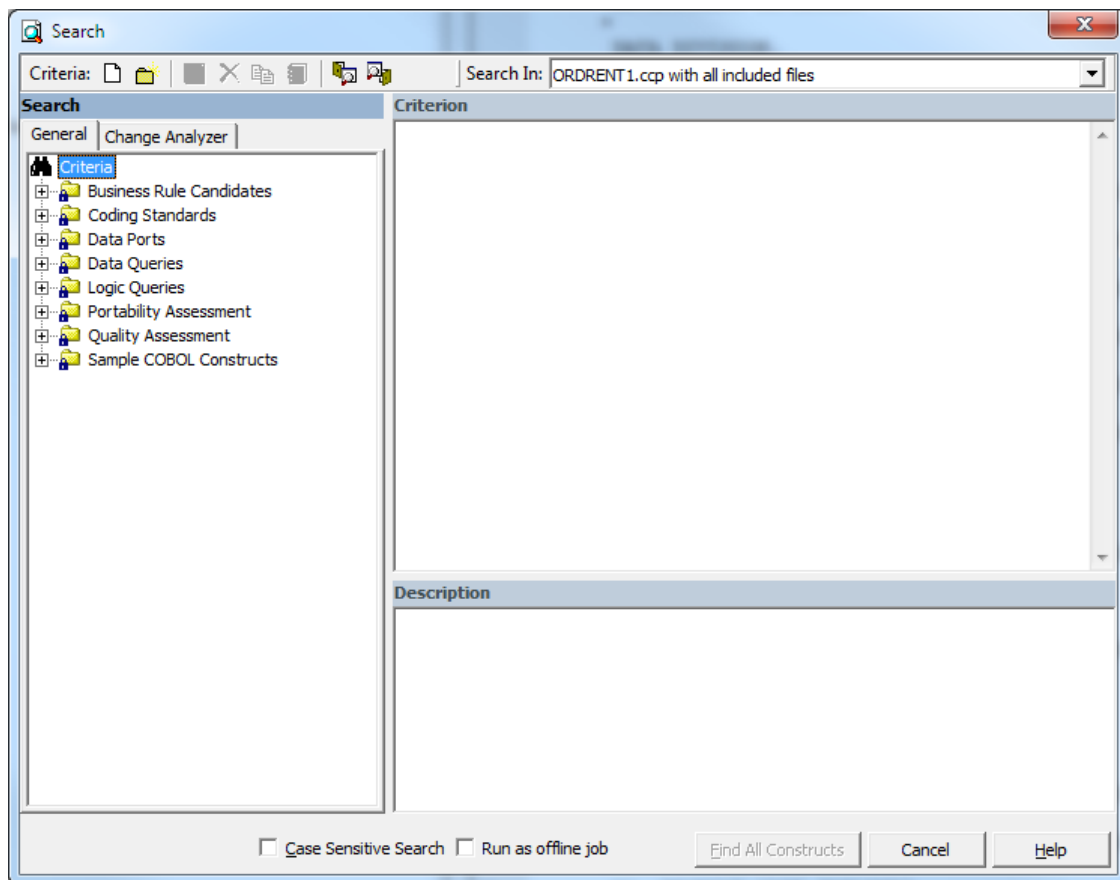 Search
Criteria: Search In: ORDRENT1.ccp with all included files
Search
General Change Analyzer
Criteria
Business Rule Candidates
Coding Standards
Data Ports
Data Queries
Logic Queries
Portability Assessment
Quality Assessment
Sample COBOL Constructs
Criterion
Description
Case Sensitive Search Run as offline job Find All Constructs Cancel Help